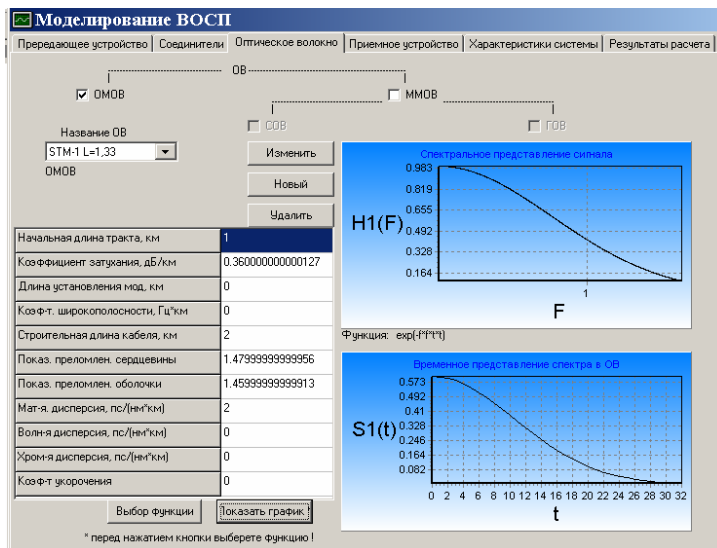 Моделирование ВОСП
Прередающее устройство Соединители Оптическое волокно Приемное устройство Характеристики системы Результаты расчета
ОВ
ОМОВ ММОВ
СОВ ГОВ
Название ОВ
STM-1 L=1,33
ОМОВ
Изменить
Новый
Удалить
Начальная длина тракта, км 1
Коэффициент затухания, дБ/км 0.360000000000127
Длина установления мод, км 0
Коэф-т. широкополосности, Гц*км 0
Строительная длина кабеля, км 2
Показ. преломлен. сердцевины 1.47999999999956
Показ. преломлен. оболочки 1.45999999999913
Мат-я. дисперсия, пс/(нм*км) 2
Волн-я дисперсия, пс/(нм*км) 0
Хром-я дисперсия, пс/(нм*км) 0
Коэф-т укорочения 0
Выбор функции Показать график
* перед нажатием кнопки выберете функцию !
Спектральное представление сигнала
0.983
0.819
0.655
0.492
0.328
0.164
H1(F)
1
F
Функция: exp(-f*f*t*t)
Временное представление спектра в ОВ
0.573
0.492
0.41
0.328
0.246
0.164
0.082
S1(t)
0 2 4 6 8 10 12 14 16 18 20 22 24 26 28 30 32
t